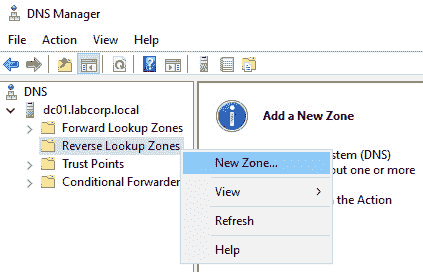 DNS Manager
File Action View Help
DNS
dc01.labcorp.local
Forward Lookup Zones
Reverse Lookup Zones
Trust Points
Conditional Forwarder
Add a New Zone
New Zone...
View
Refresh
Help
stem (DNS)
out one or more
the Action